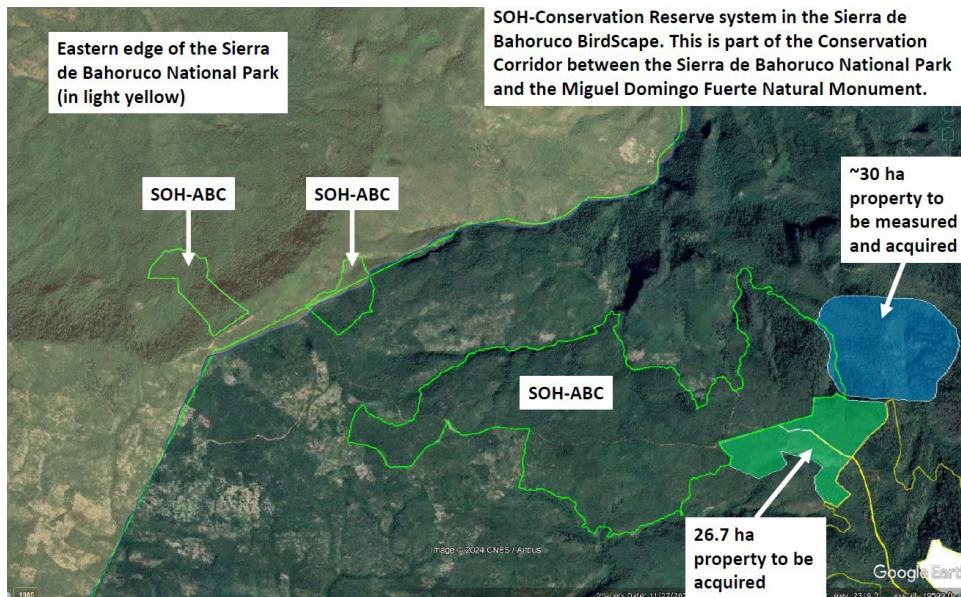 Eastern edge of the Sierra
de Bahoruco National Park
(in light yellow)
SOH-Conservation Reserve system in the Sierra de
Bahoruco BirdScape. This is part of the Conservation
Corridor between the Sierra de Bahoruco National Park
and the Miguel Domingo Fuerte Natural Monument.
SOH-ABC
SOH-ABC
~30 ha
property to
be measured
and acquired
SOH-ABC
26.7 ha
property to be
acquired
Image © 2024 CNES / Airbus
Google Earth
1985